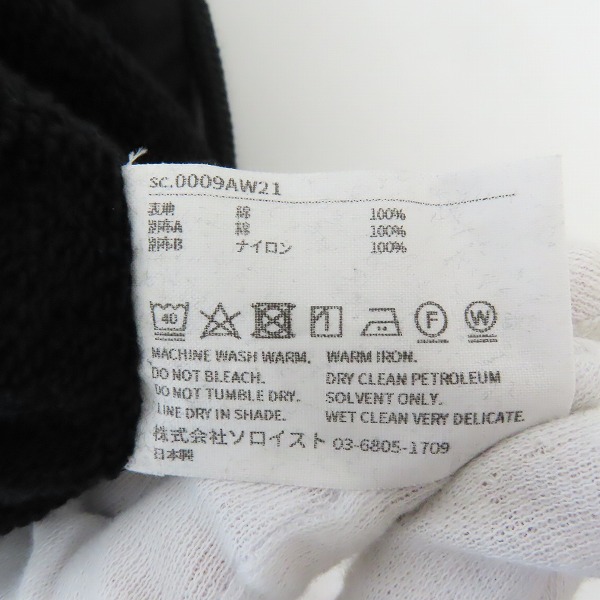 sc.0009AW21
表地 綿 100%
別布A 綿 100%
別布B ナイロン 100%
40 F W
MACHINE WASH WARM. WARM IRON.
DO NOT BLEACH. DRY CLEAN PETROLEUM
DO NOT TUMBLE DRY. SOLVENT ONLY.
LINE DRY IN SHADE. WET CLEAN VERY DELICATE.
株式会社ソロイスト 03-6805-1709
日本製